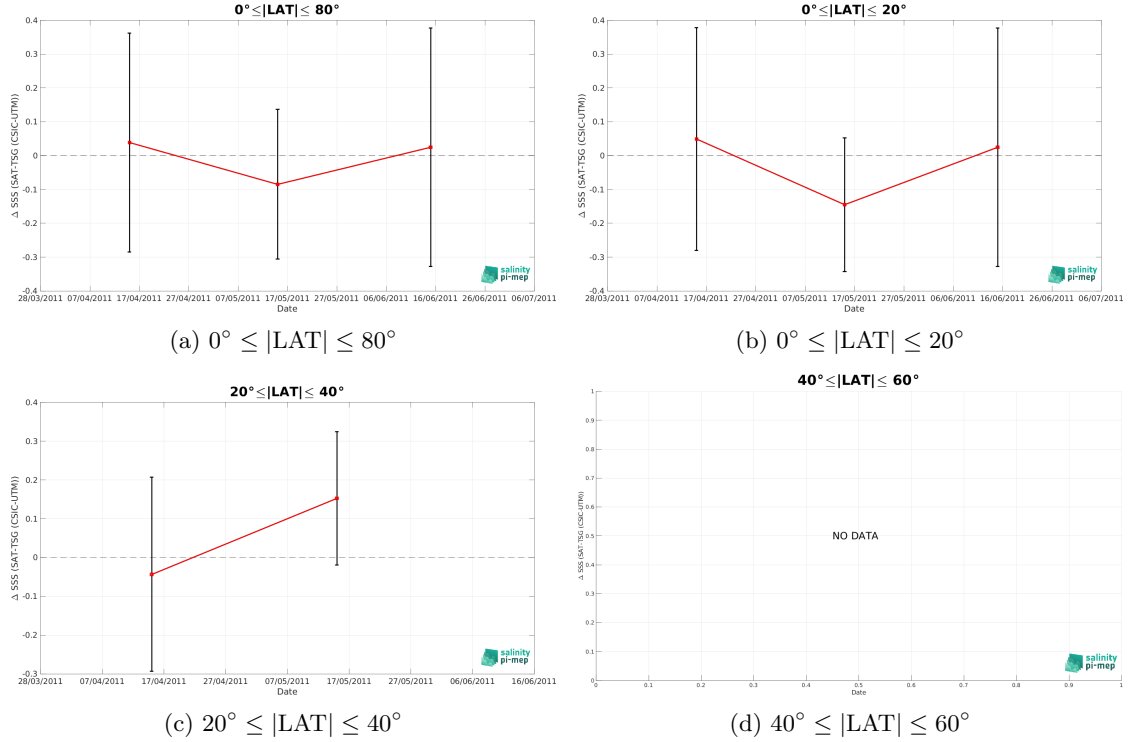 0°≤|LAT|≤ 80°
Δ SSS (SAT-TSG (CSIC-UTM))
0.4
0.3
0.2
0.1
0
-0.1
-0.2
-0.3
-0.4
28/03/2011 07/04/2011 17/04/2011 27/04/2011 07/05/2011 17/05/2011 27/05/2011 06/06/2011 16/06/2011 26/06/2011 06/07/2011
Date
salinity
pi-mep
(a) 0° ≤ |LAT| ≤ 80°
0°≤|LAT|≤ 20°
Δ SSS (SAT-TSG (CSIC-UTM))
0.4
0.3
0.2
0.1
0
-0.1
-0.2
-0.3
-0.4
28/03/2011 07/04/2011 17/04/2011 27/04/2011 07/05/2011 17/05/2011 27/05/2011 06/06/2011 16/06/2011 26/06/2011 06/07/2011
Date
salinity
pi-mep
(b) 0° ≤ |LAT| ≤ 20°
20°≤|LAT|≤ 40°
Δ SSS (SAT-TSG (CSIC-UTM))
0.4
0.3
0.2
0.1
0
-0.1
-0.2
-0.3
28/03/2011 07/04/2011 17/04/2011 27/04/2011 07/05/2011 17/05/2011 27/05/2011 06/06/2011 16/06/2011
Date
salinity
pi-mep
(c) 20° ≤ |LAT| ≤ 40°
40°≤|LAT|≤ 60°
Δ SSS (SAT-TSG (CSIC-UTM))
1
0.9
0.8
0.7
0.6
0.5
0.4
0.3
0.2
0.1
0
NO DATA
0 0.1 0.2 0.3 0.4 0.5 0.6 0.7 0.8 0.9 1
Date
salinity
pi-mep
(d) 40° ≤ |LAT| ≤ 60°